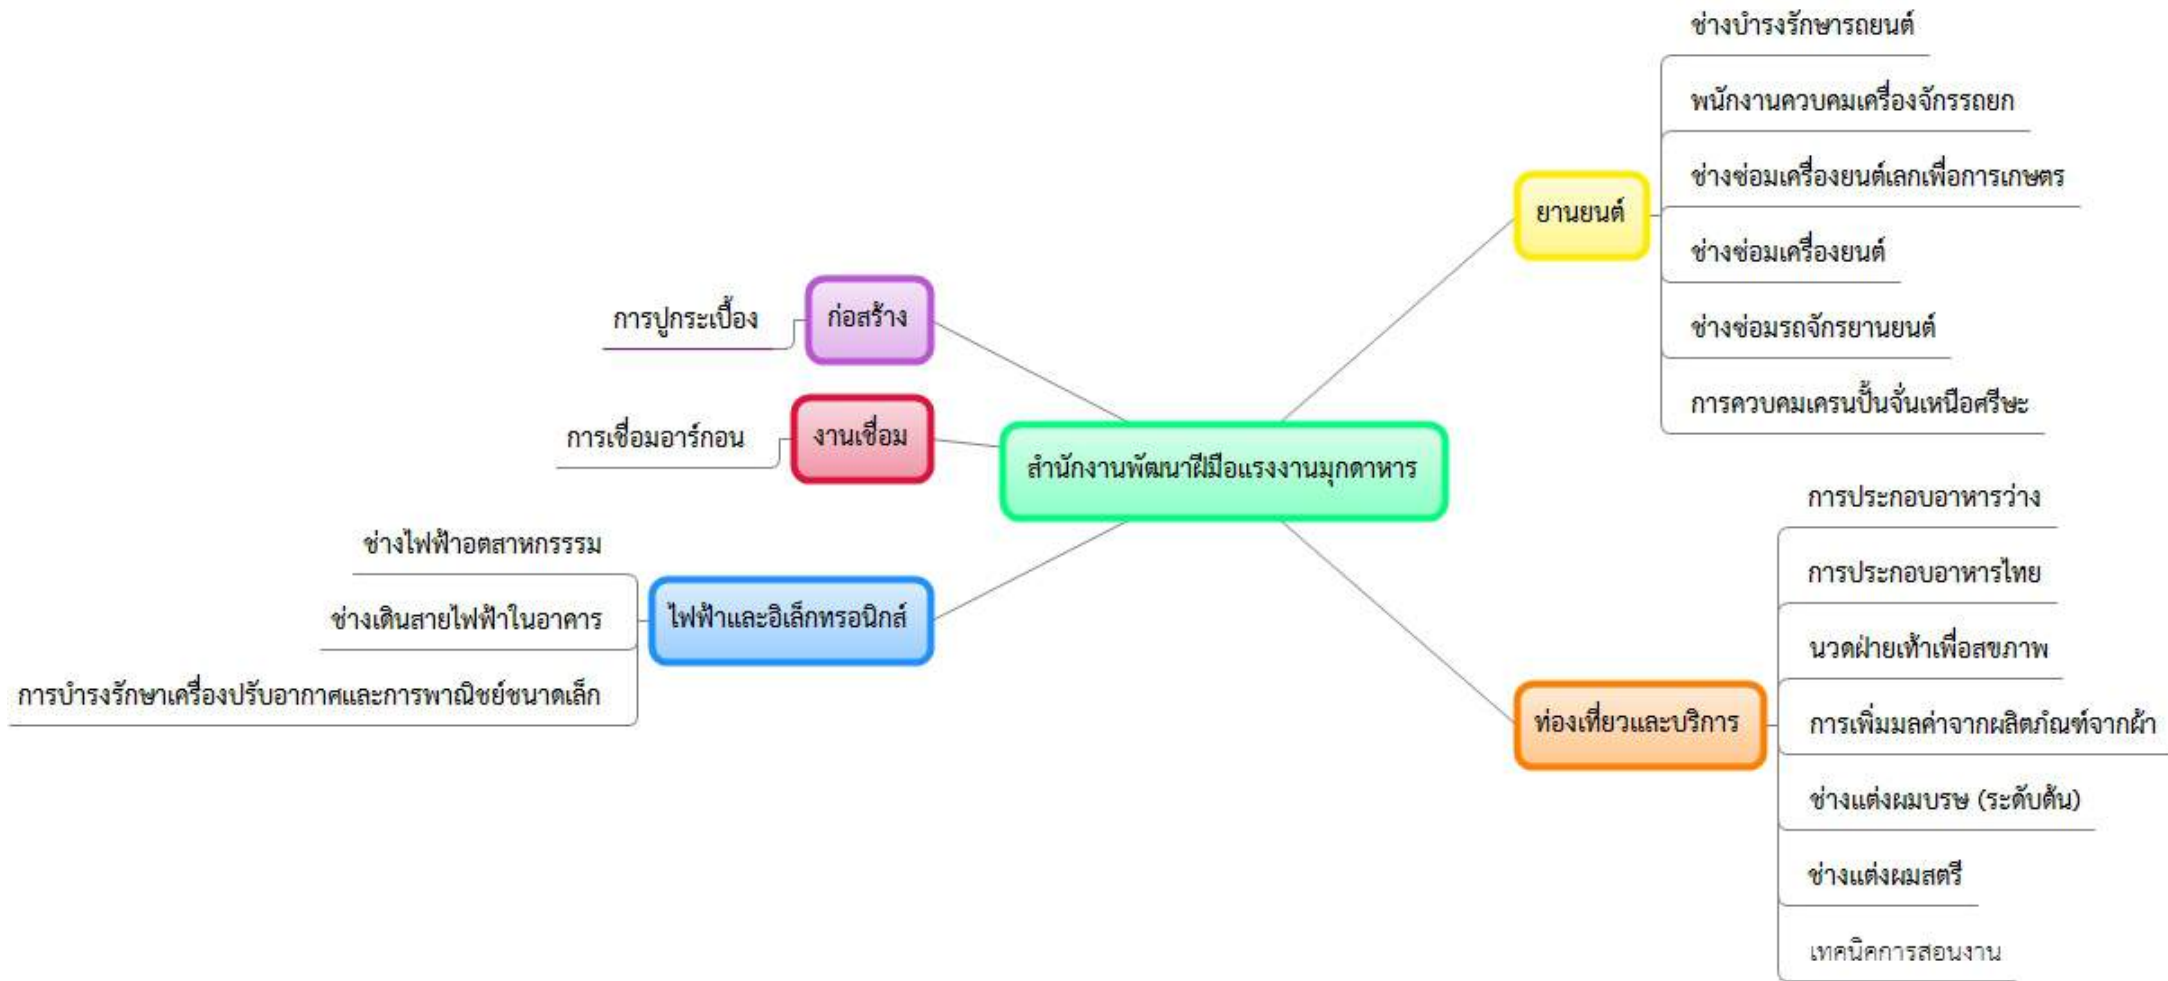 ช่างบำรงรักษารถยนต์
พนักงานควบคมเครื่องจักรรถยก
ช่างซ่อมเครื่องยนต์เลกเพื่อการเกษตร
ยานยนต์
ช่างซ่อมเครื่องยนต์
ช่างซ่อมรถจักรยานยนต์
การควบคมเครนปั้นจั่นเหนือศรีษะ
การปูกระเบื้อง
ก่อสร้าง
การเชื่อมอาร์กอน
งานเชื่อม
สำนักงานพัฒนาฝีมือแรงงานมุกดาหาร
ช่างไฟฟ้าอตสาหกรรรม
ช่างเดินสายไฟฟ้าในอาคาร
ไฟฟ้าและอิเล็กทรอนิกส์
การบำรงรักษาเครื่องปรับอากาศและการพาณิชย์ชนาดเล็ก
การประกอบอาหารว่าง
การประกอบอาหารไทย
นวดฝ่ายเท้าเพื่อสขภาพ
ท่องเที่ยวและบริการ
การเพิ่มมลค่าจากผลิตภ้ณฑ์จากผ้า
ช่างแต่งผมบรษ (ระดับต้น)
ช่างแต่งผมสตรี
เทคนิคการสอนงาน